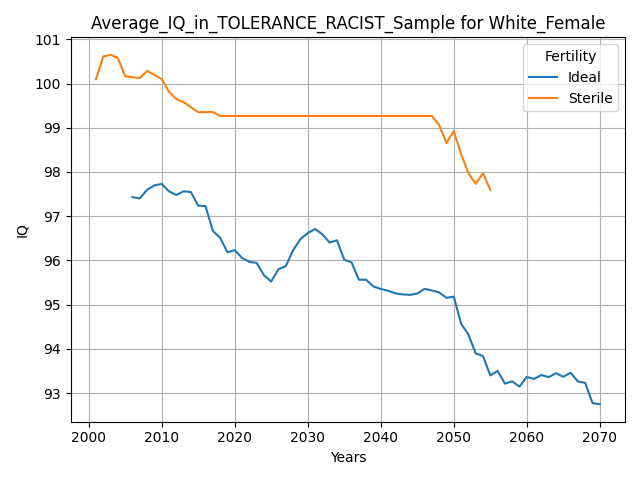 Average_IQ_in_TOLERANCE_RACIST_Sample for White_Female
101
100
99
98
97
96
95
94
93
IQ
Fertility
Ideal
Sterile
2000 2010 2020 2030 2040 2050 2060 2070
Years